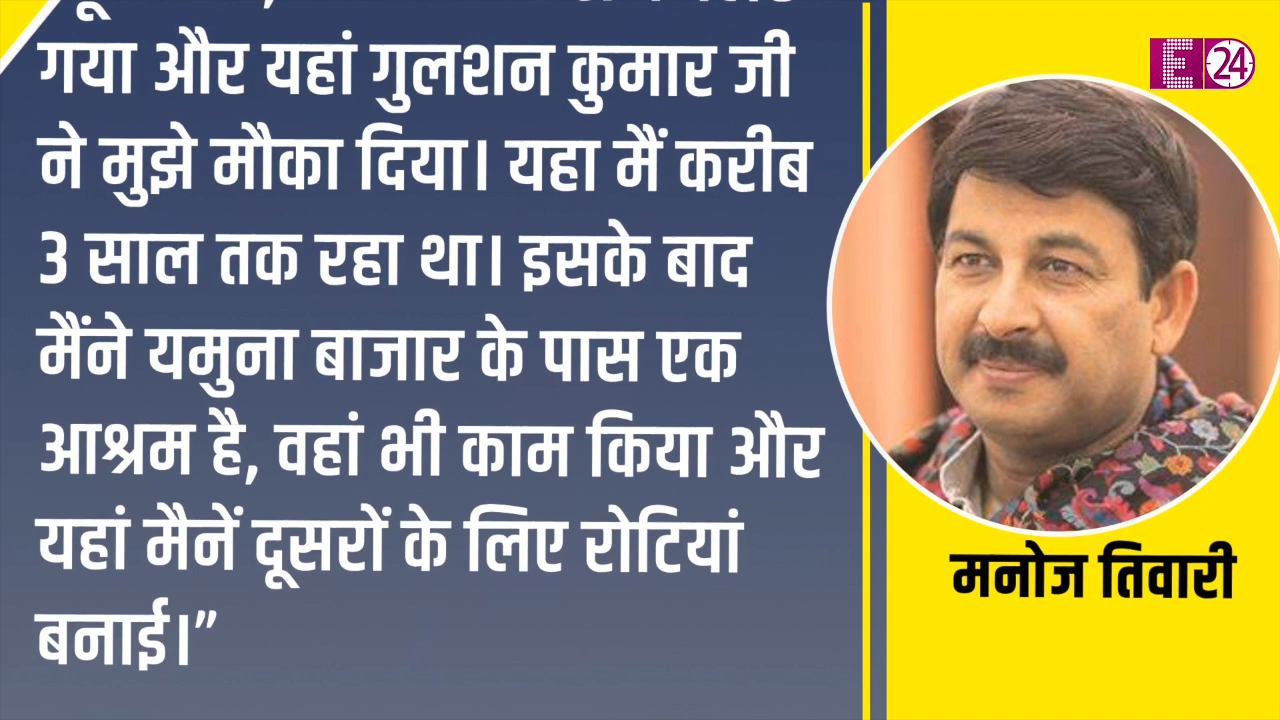 गया और यहां गुलशन कुमार जी
ने मुझे मौका दिया। यहा मैं करीब
3 साल तक रहा था। इसके बाद
मैंने यमुना बाजार के पास एक
आश्रम है, वहां भी काम किया और
यहां मैनें दूसरों के लिए रोटियां
बनाई।”
E 24
मनोज तिवारी